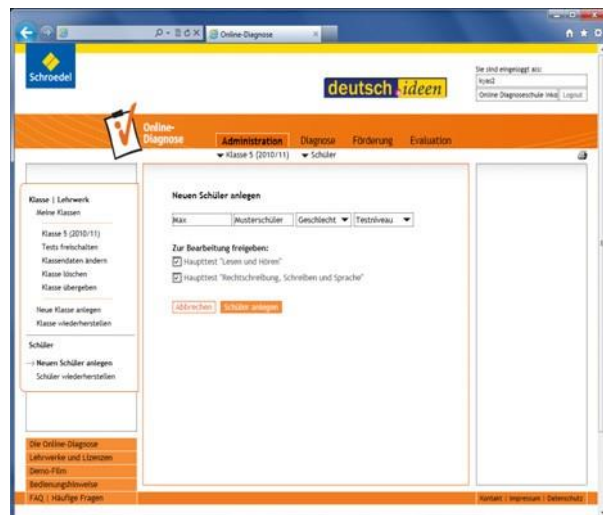 Online-Diagnose
Schroedel
deutsch.ideen
Sie sind eingeloggt als:
Logout
Online-
Diagnose
Administration Diagnose Förderung Evaluation
Klasse 5 (2010/11) Schüler
Klasse | Lehrwerk
Meine Klassen
Klasse 5 (2010/11)
Tests freischalten
Klassendaten ändern
Klasse löschen
Klasse übergeben
Neue Klasse anlegen
Klasse wiederherstellen
Schüler
Neuen Schüler anlegen
Schüler wiederherstellen
Neuen Schüler anlegen
Max Musterschüler Geschlecht Testniveau
Zur Bearbeitung freigeben:
Haupttest "Lesen und Hören"
Haupttest "Rechtschreibung, Schreiben und Sprache"
Abbrechen Schüler anlegen
Die Online-Diagnose
Lehrwerke und Lizenzen
Demo-Film
Bedienungshinweise
FAQ | Häufige Fragen
Kontakt | Impressum | Datenschutz